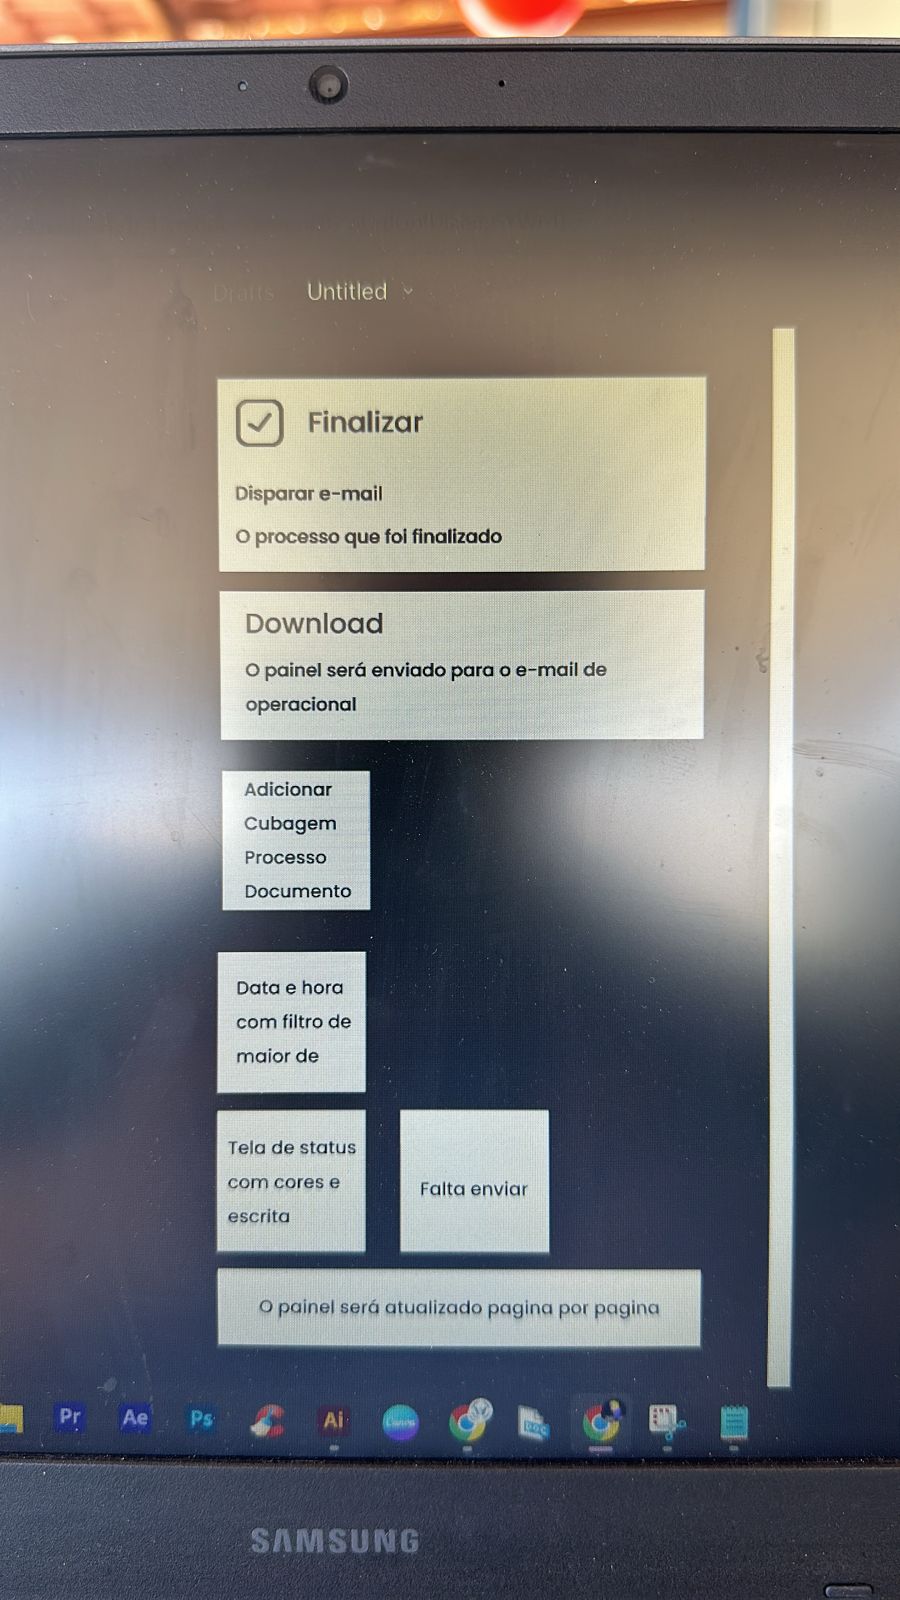 Drafts Untitled
Finalizar
Disparar e-mail
O processo que foi finalizado
Download
O painel será enviado para o e-mail de
operacional
Adicionar
Cubagem
Processo
Documento
Data e hora
com filtro de
maior de
Tela de status
com cores e
escrita
Falta enviar
O painel será atualizado pagina por pagina
Pr Ae Ps Ai Canva DOC
SAMSUNG